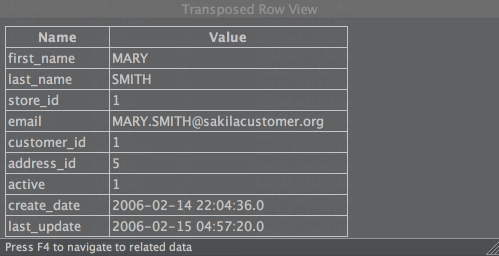 Transposed Row View
Name Value
first_name MARY
last_name SMITH
store_id 1
email MARY.SMITH@sakilacustomer.org
customer_id 1
address_id 5
active 1
create_date 2006-02-14 22:04:36.0
last_update 2006-02-15 04:57:20.0
Press F4 to navigate to related data